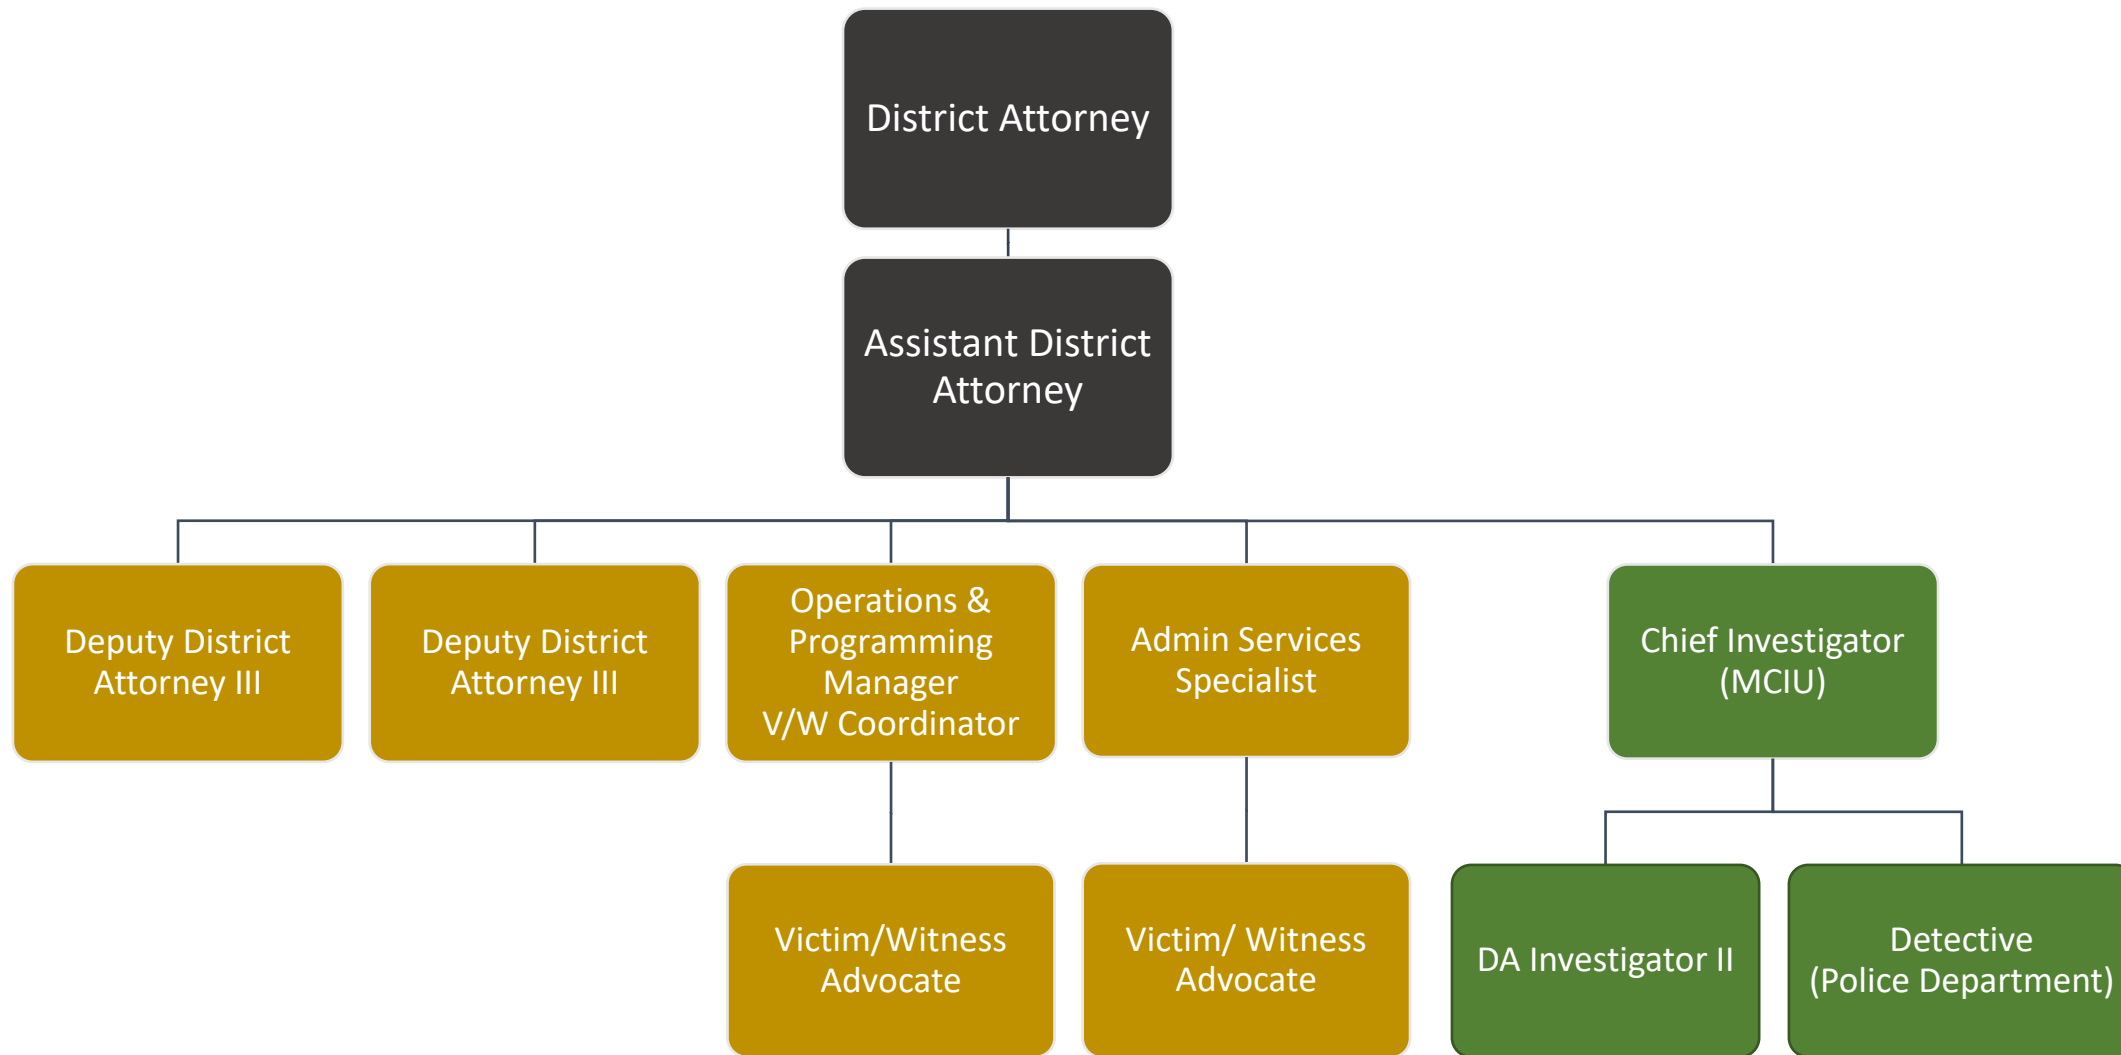 District Attorney
Assistant District
Attorney
Deputy District
Attorney III
Deputy District
Attorney III
Operations &
Programming
Manager
V/W Coordinator
Admin Services
Specialist
Chief Investigator
(MCIU)
Victim/Witness
Advocate
Victim/ Witness
Advocate
DA Investigator II
Detective
(Police Department)